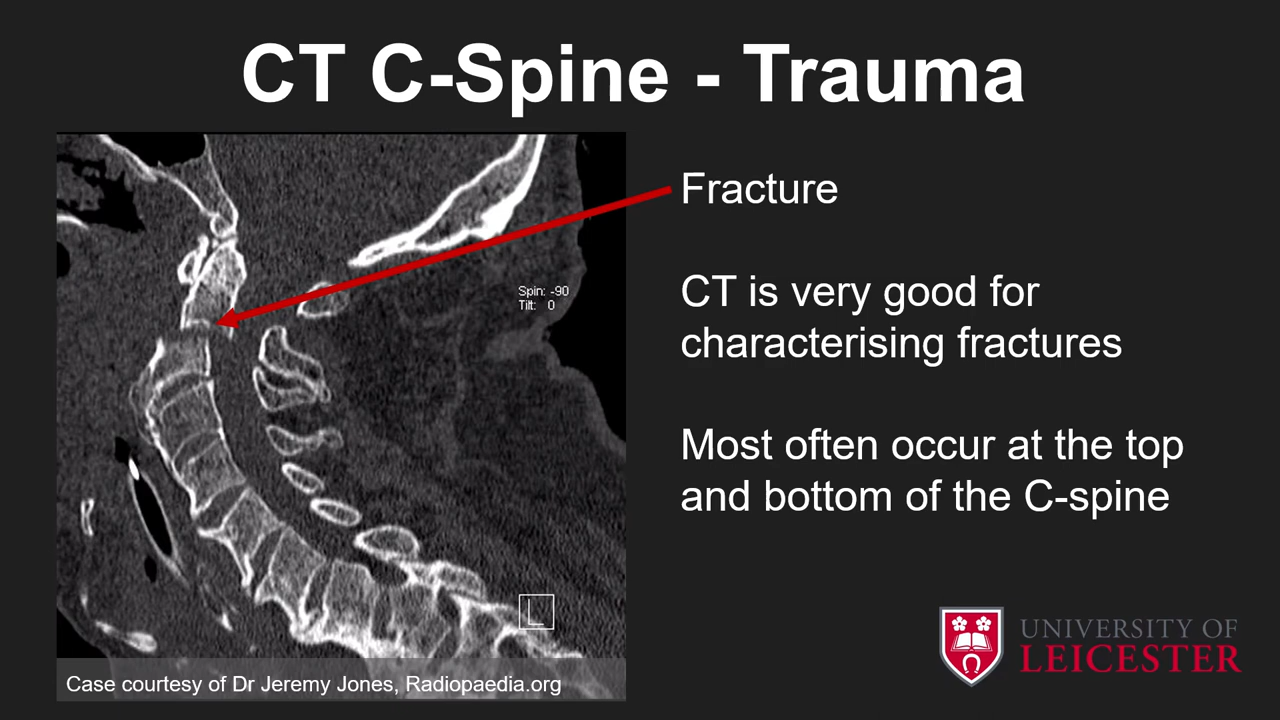 CT C-Spine - Trauma
Fracture
CT is very good for
characterising fractures
Most often occur at the top
and bottom of the C-spine
Spin: -90
Tilt: 0
L
Case courtesy of Dr Jeremy Jones, Radiopaedia.org
UNIVERSITY OF
LEICESTER